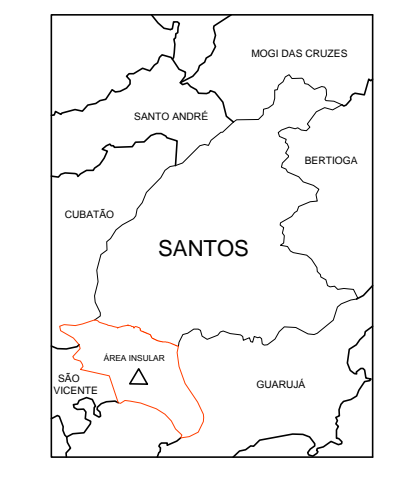 MOGI DAS CRUZES
SANTO ANDRÉ
BERTIOGA
CUBATÃO
SANTOS
ÁREA INSULAR
SÃO
VICENTE
GUARUJÁ